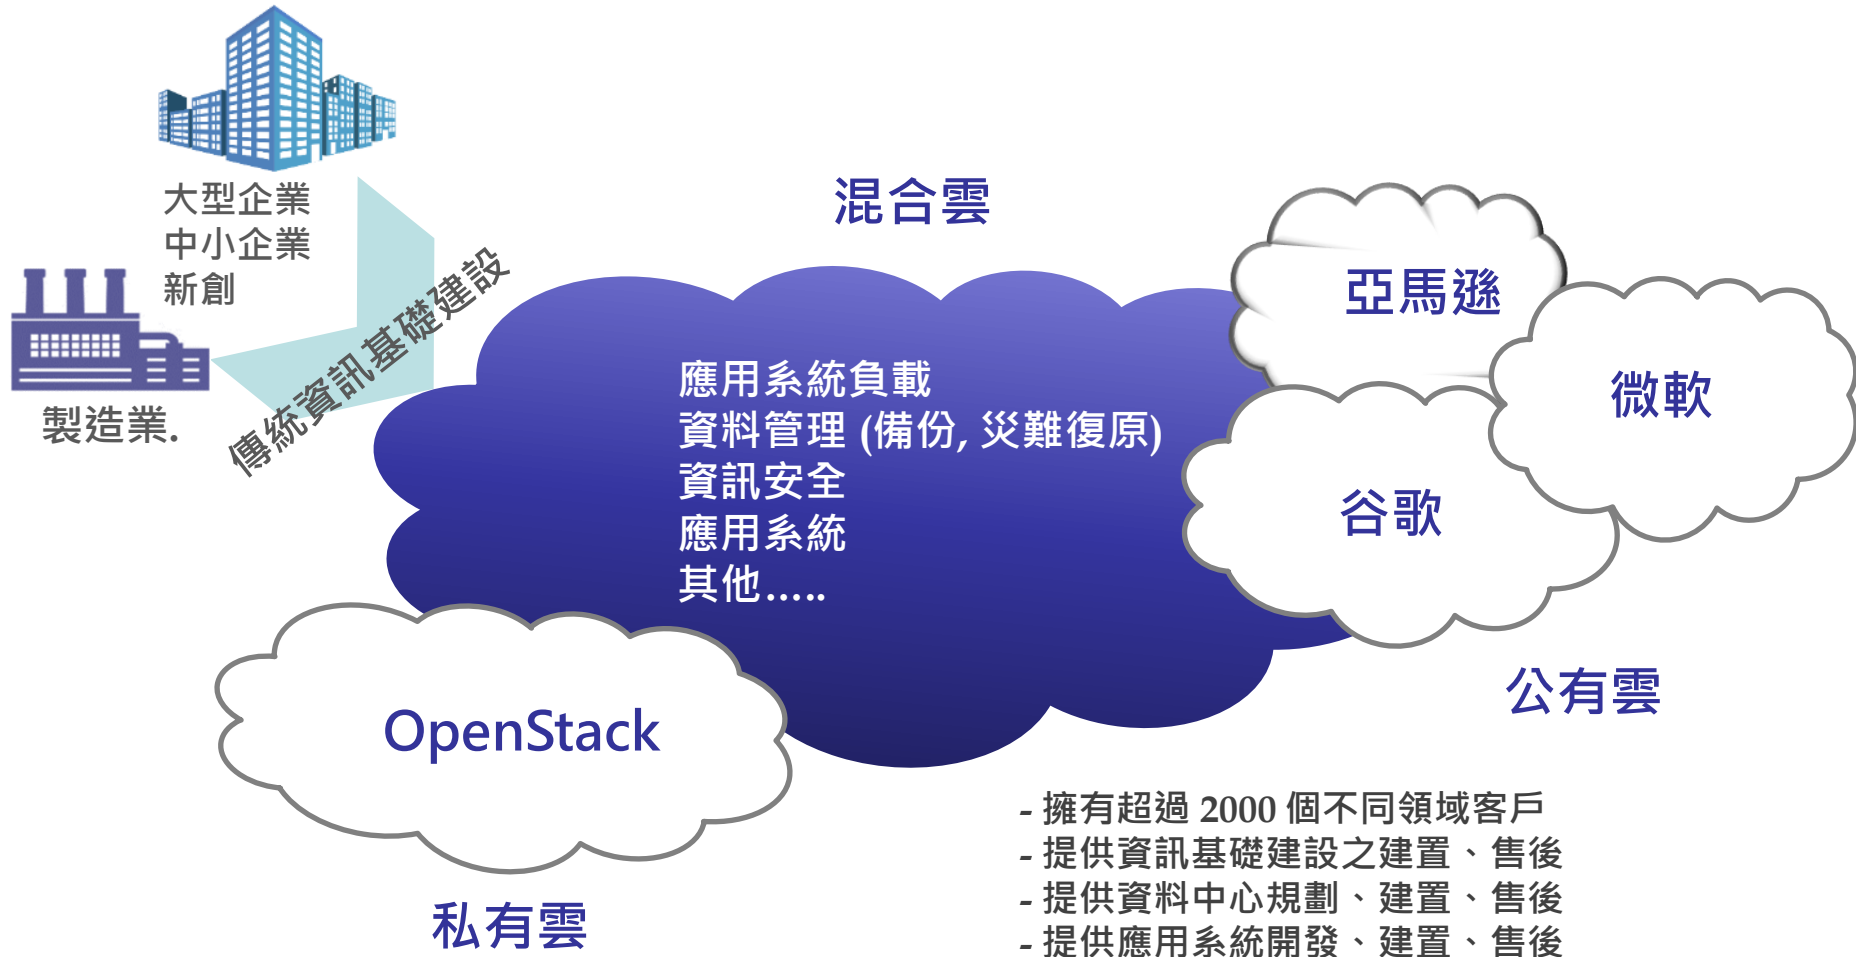 大型企業
中小企業
新創
製造業.
傳統資訊基礎建設
混合雲
應用系統負載
資料管理 (備份, 災難復原)
資訊安全
應用系統
其他…..
亞馬遜
微軟
谷歌
公有雲
OpenStack
私有雲
- 擁有超過 2000 個不同領域客戶
- 提供資訊基礎建設之建置、售後
- 提供資料中心規劃、建置、售後
- 提供應用系統開發、建置、售後